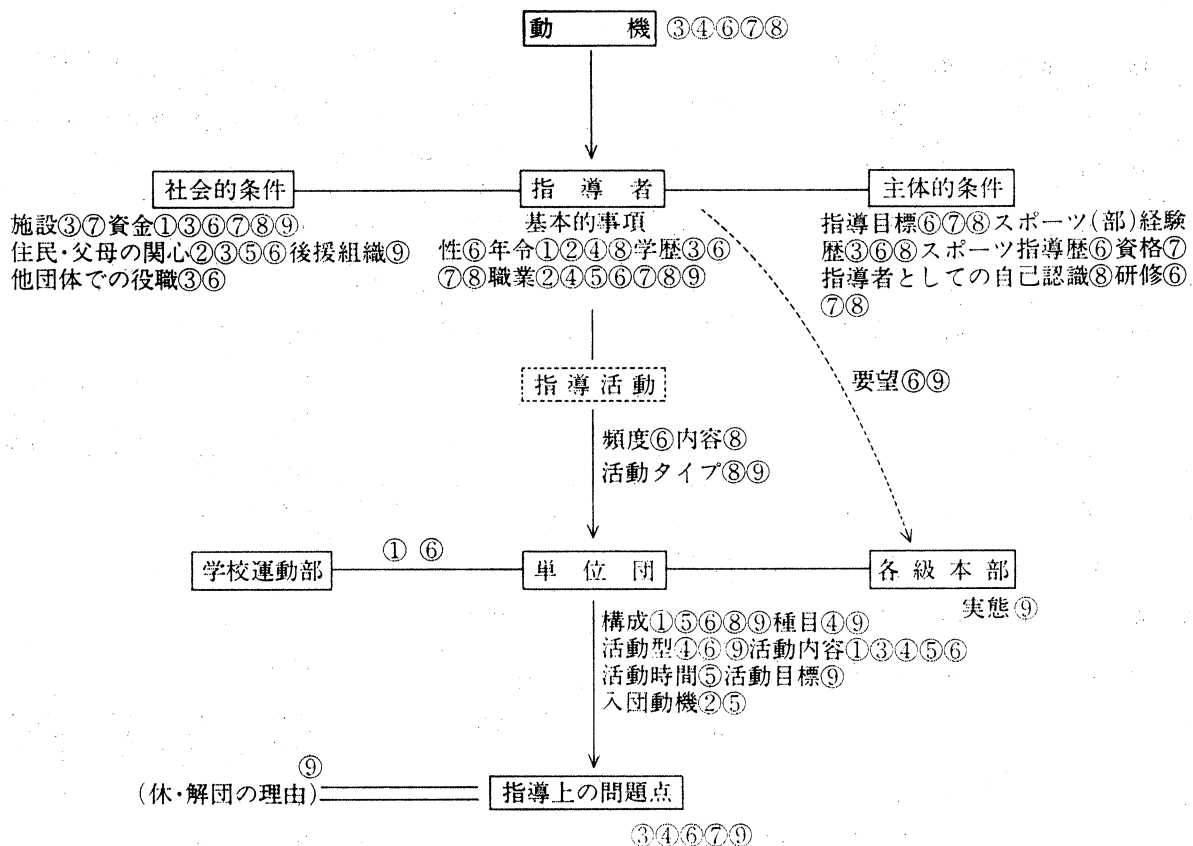 動機 ③④⑥⑦⑧
社会的条件
指導者
主体的条件
施設③⑦資金①③⑥⑦⑧⑨
住民・父母の関心②③⑤⑥後援組織⑨
他団体での役職③⑥
基本的事項
性⑥年令①②④⑧学歴③⑥
⑦⑧職業②④⑤⑥⑦⑧⑨
指導目標⑥⑦⑧スポーツ(部)経験
歴③⑥⑧スポーツ指導歴⑥資格⑦
指導者としての自己認識⑧研修⑥
⑦⑧
指導活動
要望⑥⑨
頻度⑥内容⑧
活動タイプ⑧⑨
学校運動部
① ⑥
単位団
各級本部
実態⑨
構成①⑤⑥⑧⑨種目④⑨
活動型④⑥⑨活動内容①③④⑤⑥
活動時間⑤活動目標⑨
入団動機②⑤
⑨
(休・解団の理由)
指導上の問題点
③④⑥⑦⑨